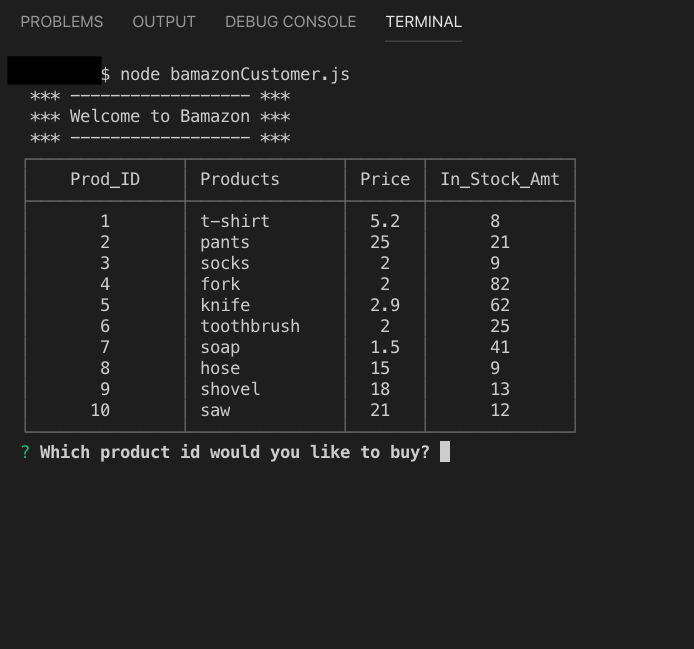 PROBLEMS OUTPUT DEBUG CONSOLE TERMINAL
$ node bamazonCustomer.js
*** ------------------ ***
*** Welcome to Bamazon ***
*** ------------------ ***
Prod_ID Products Price In_Stock_Amt
1 t-shirt 5.2 8
2 pants 25 21
3 socks 2 9
4 fork 2 82
5 knife 2.9 62
6 toothbrush 2 25
7 soap 1.5 41
8 hose 15 9
9 shovel 18 13
10 saw 21 12
? Which product id would you like to buy?